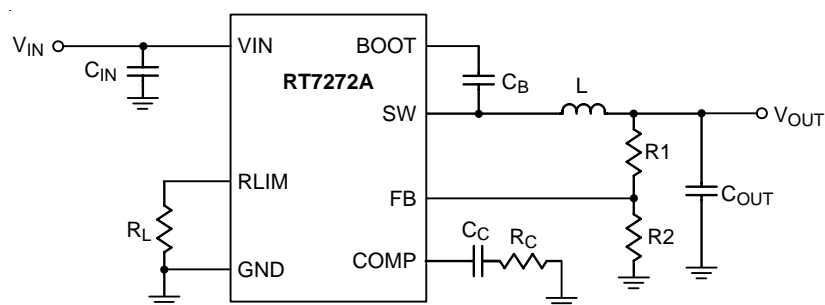 VIN
VIN
CIN
BOOT
RT7272A
CB
L
SW
VOUT
R1
RLIM
FB
COUT
RL
CC
RC
R2
GND
COMP